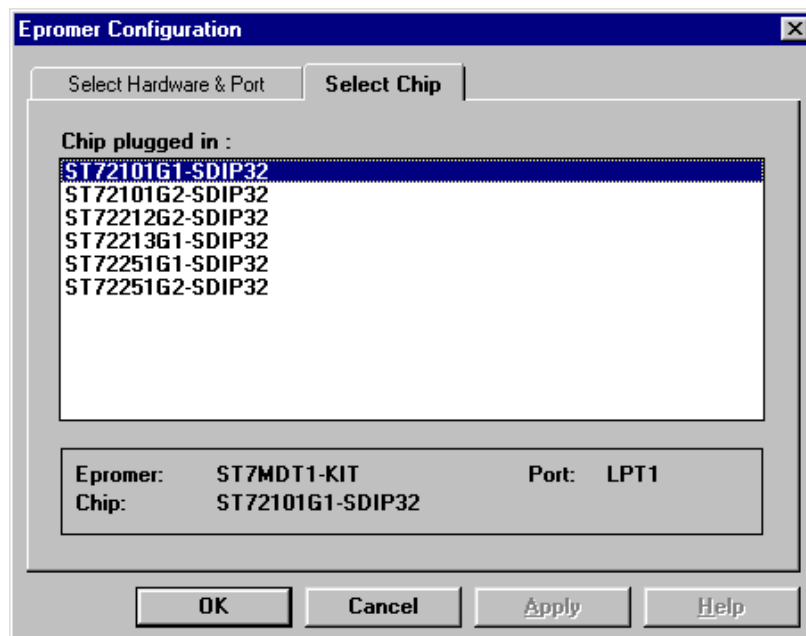 Epromer Configuration
Select Hardware & Port Select Chip
Chip plugged in :
ST72101G1-SDIP32
ST72101G2-SDIP32
ST72212G2-SDIP32
ST72213G1-SDIP32
ST72251G1-SDIP32
ST72251G2-SDIP32
Epromer: ST7MDT1-KIT Port: LPT1
Chip: ST72101G1-SDIP32
OK Cancel Apply Help